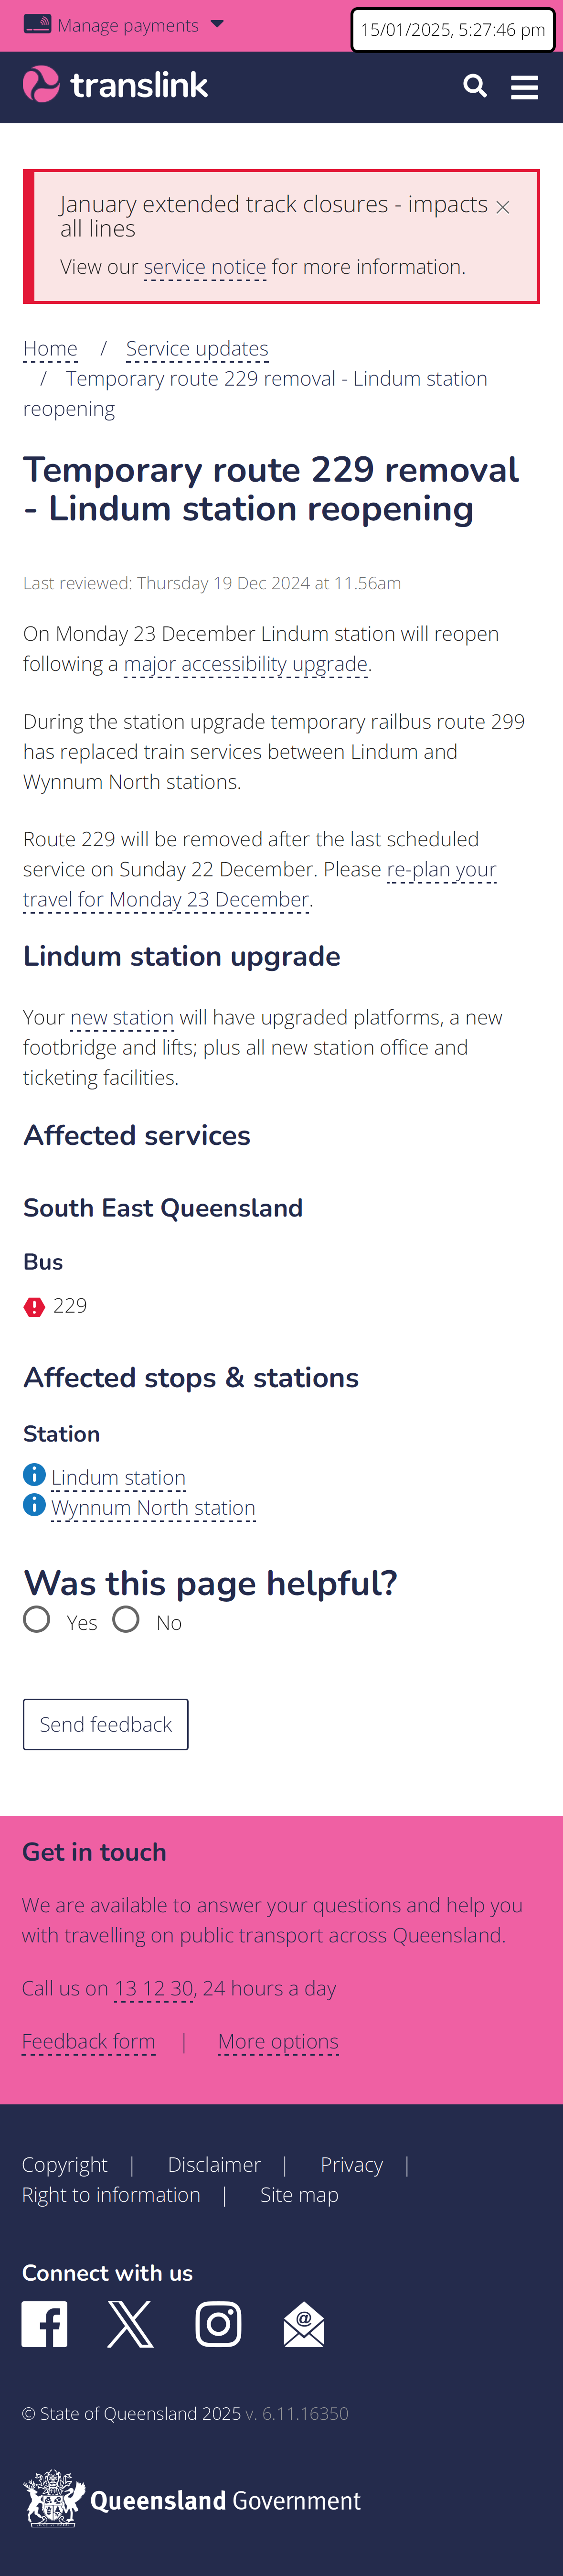 Manage payments
15/01/2025, 5:27:46 pm
translink
January extended track closures - impacts
all lines
View our service notice for more information.
Home / Service updates
/ Temporary route 229 removal - Lindum station
reopening
Temporary route 229 removal
- Lindum station reopening
Last reviewed: Thursday 19 Dec 2024 at 11.56am
On Monday 23 December Lindum station will reopen
following a major accessibility upgrade.
During the station upgrade temporary railbus route 299
has replaced train services between Lindum and
Wynnum North stations.
Route 229 will be removed after the last scheduled
service on Sunday 22 December. Please re-plan your
travel for Monday 23 December.
Lindum station upgrade
Your new station will have upgraded platforms, a new
footbridge and lifts; plus all new station office and
ticketing facilities.
Affected services
South East Queensland
Bus
229
Affected stops & stations
Station
Lindum station
Wynnum North station
Was this page helpful?
Yes No
Send feedback
Get in touch
We are available to answer your questions and help you
with travelling on public transport across Queensland.
Call us on 13 12 30, 24 hours a day
Feedback form | More options
Copyright | Disclaimer | Privacy |
Right to information | Site map
Connect with us
© State of Queensland 2025 v. 6.11.16350
Queensland Government